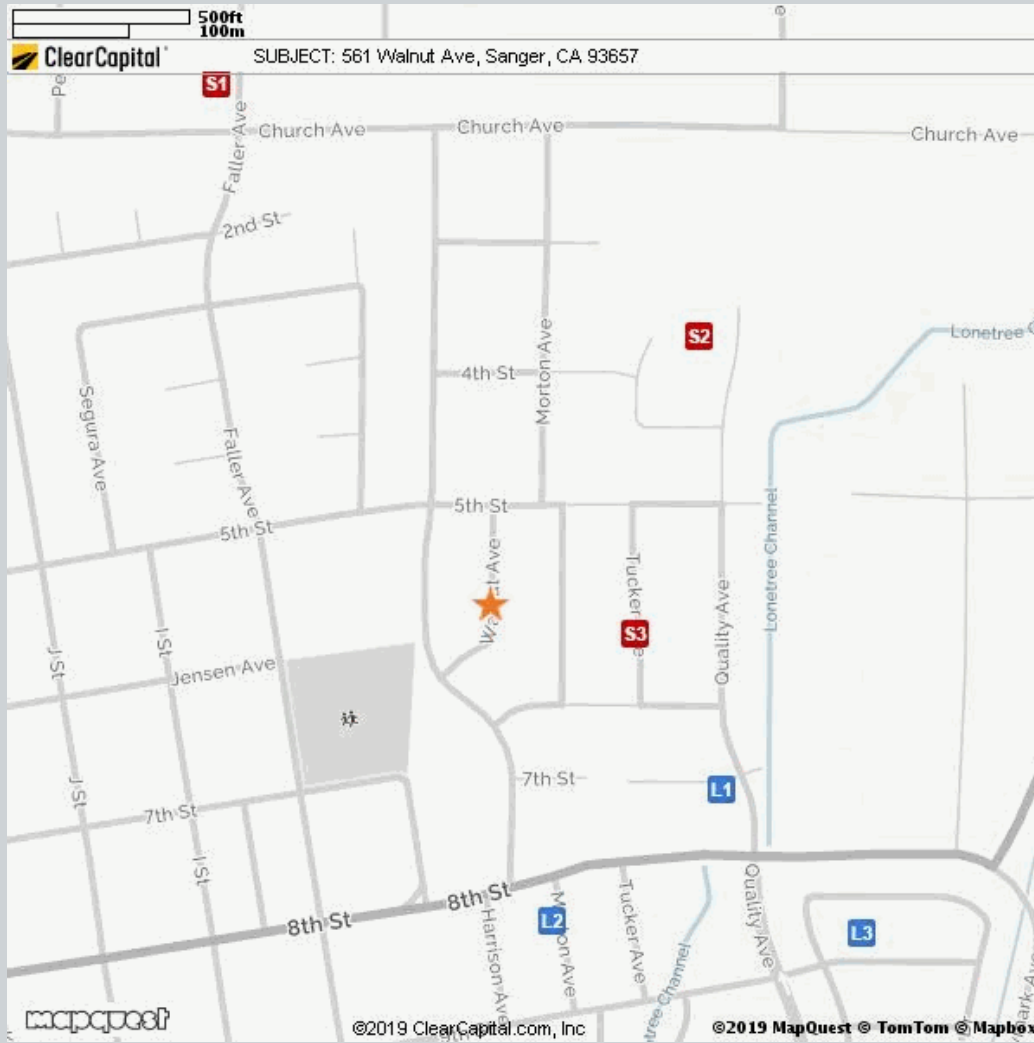 500ft
100m
ClearCapital SUBJECT: 561 Walnut Ave, Sanger, CA 93657
S1
Church Ave
Church Ave
Church Ave
Faller Ave
2nd St
S2
Lonetree
Morton Ave
4th St
Segura Ave
Faller Ave
5th St
5th St
Lonetree Channel
Tucker
S3
Quality Ave
I St
J St
Jensen Ave
7th St
J St
L1
7th St
I St
8th St
8th St
Harrison Ave
L2
Tucker Ave
Quality Ave
L3
Channel
mapquest
©2019 ClearCapital.com, Inc
©2019 MapQuest © TomTom © Mapbox